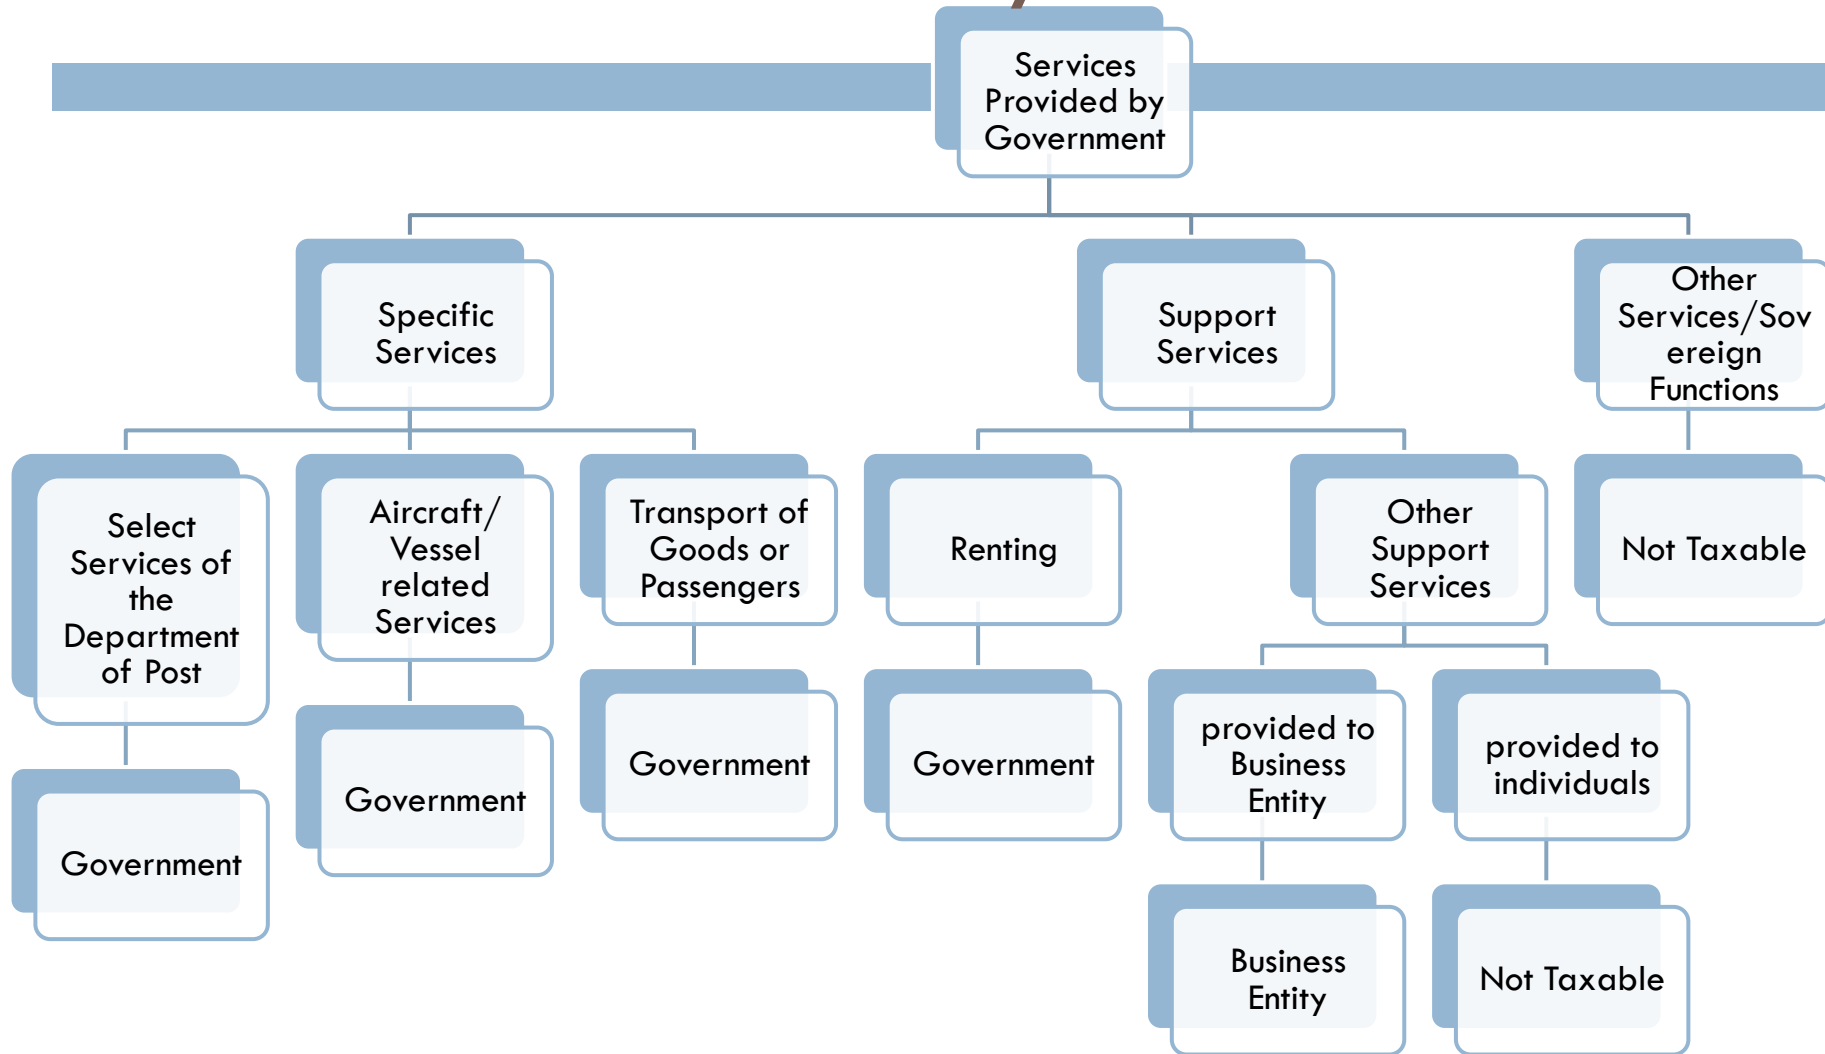 Services
Provided by
Government
Specific
Services
Support
Services
Other
Services/Sov
ereign
Functions
Select
Services of
the
Department
of Post
Aircraft/
Vessel
related
Services
Transport of
Goods or
Passengers
Renting
Other
Support
Services
Not Taxable
Government
Government
Government
Government
provided to
Business
Entity
provided to
individuals
Business
Entity
Not Taxable